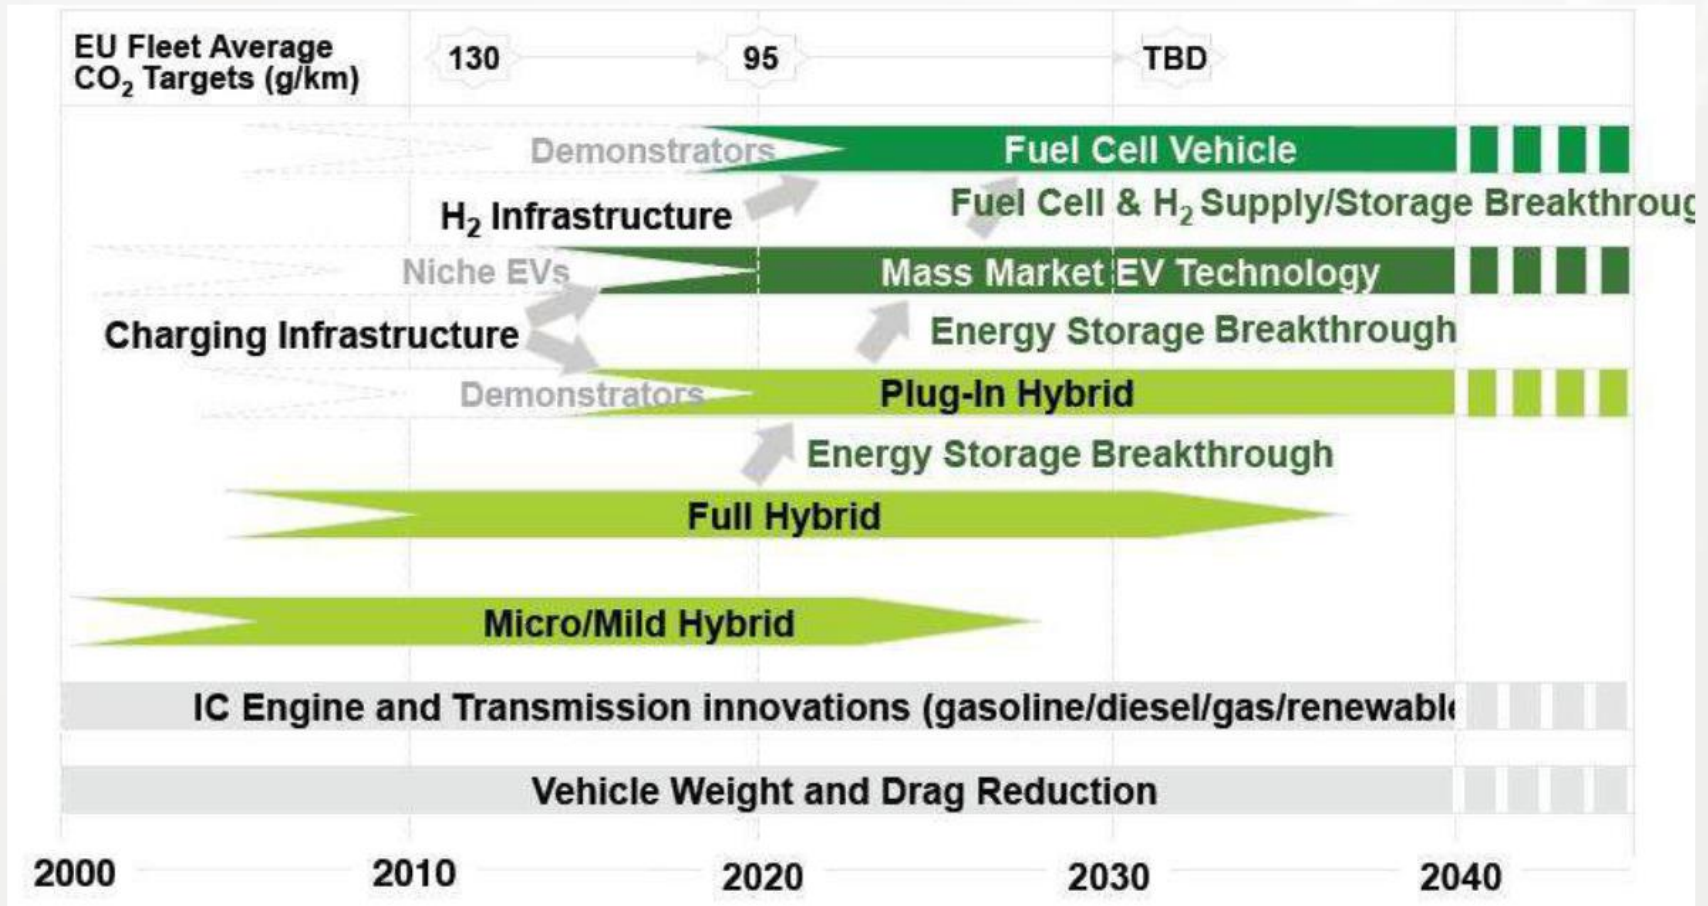 EU Fleet Average
CO₂ Targets (g/km)
130
95
TBD
Demonstrators
Fuel Cell Vehicle
H₂ Infrastructure
Fuel Cell & H₂ Supply/Storage Breakthroug
Niche EVs
Mass Market EV Technology
Charging Infrastructure
Energy Storage Breakthrough
Demonstrators
Plug-In Hybrid
Energy Storage Breakthrough
Full Hybrid
Micro/Mild Hybrid
IC Engine and Transmission innovations (gasoline/diesel/gas/renewable
Vehicle Weight and Drag Reduction
2000
2010
2020
2030
2040